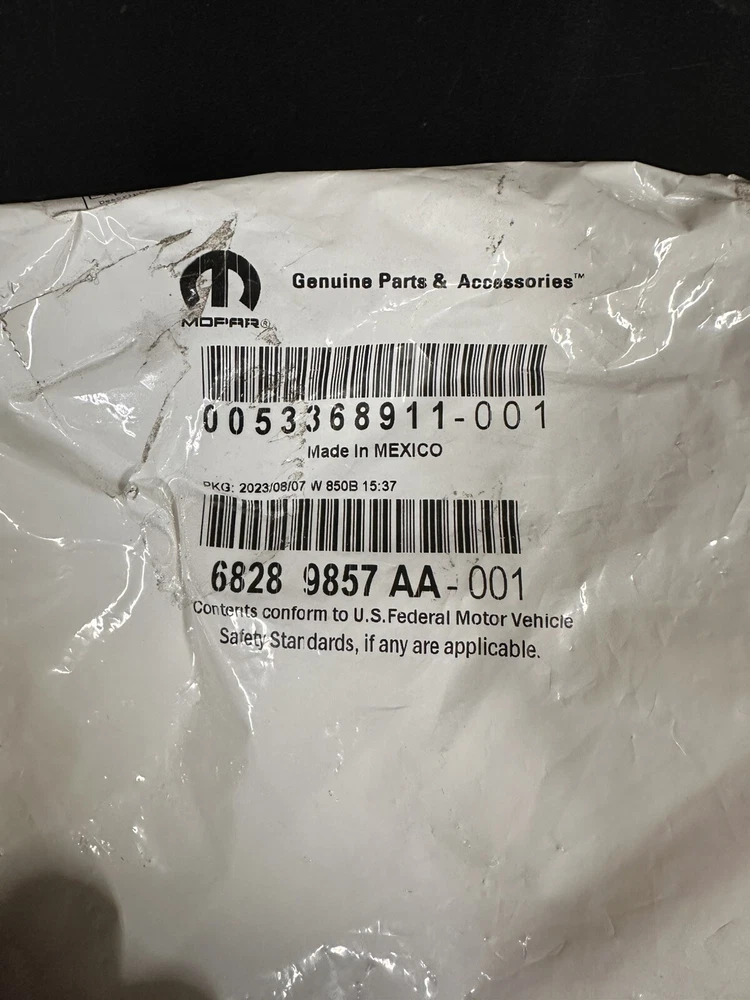 Genuine Parts & Accessories™
MOPAR®
0053368911-001
Made In MEXICO
PKG: 2023/08/07 W 850B 15:37
6828 9857 AA-001
Contents conform to U.S. Federal Motor Vehicle
Safety Standards, if any are applicable.